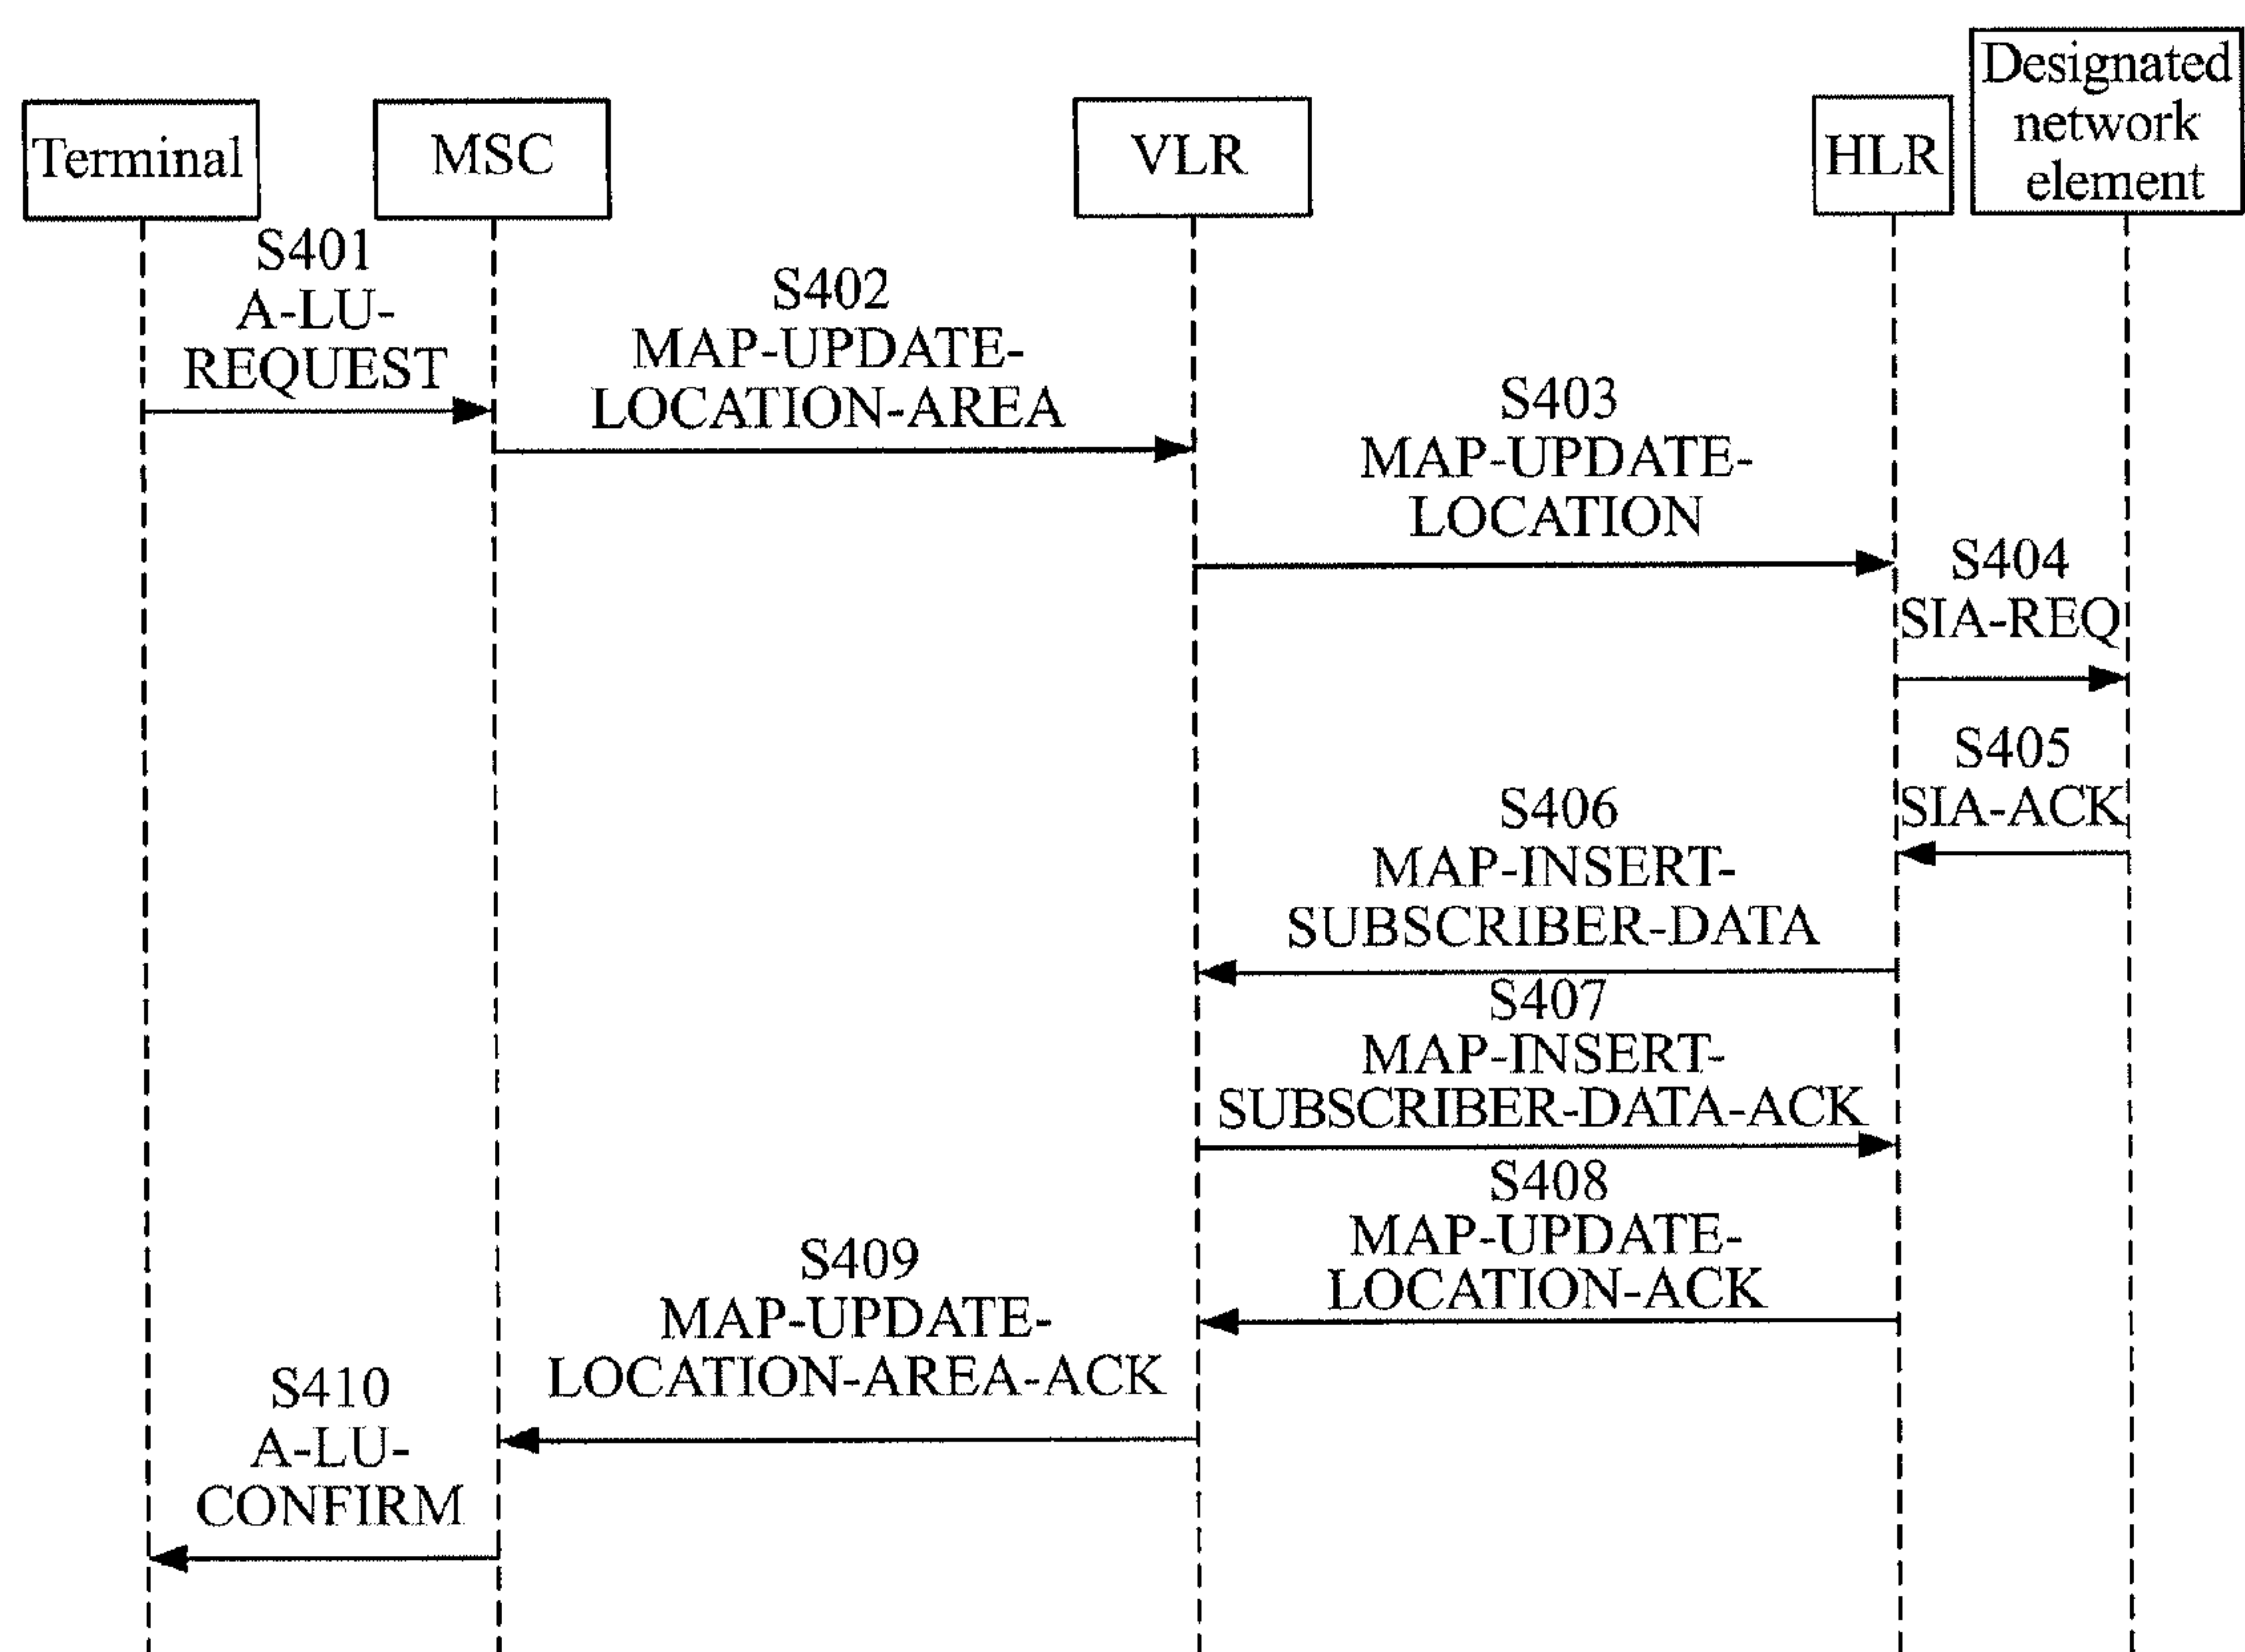 Terminal
MSC
VLR
HLR
Designated
network
element
S401
A-LU-
REQUEST
S402
MAP-UPDATE-
LOCATION-AREA
S403
MAP-UPDATE-
LOCATION
S404
SIA-REQ
S405
SIA-ACK
S406
MAP-INSERT-
SUBSCRIBER-DATA
S407
MAP-INSERT-
SUBSCRIBER-DATA-ACK
S408
MAP-UPDATE-
LOCATION-ACK
S409
MAP-UPDATE-
LOCATION-AREA-ACK
S410
A-LU-
CONFIRM